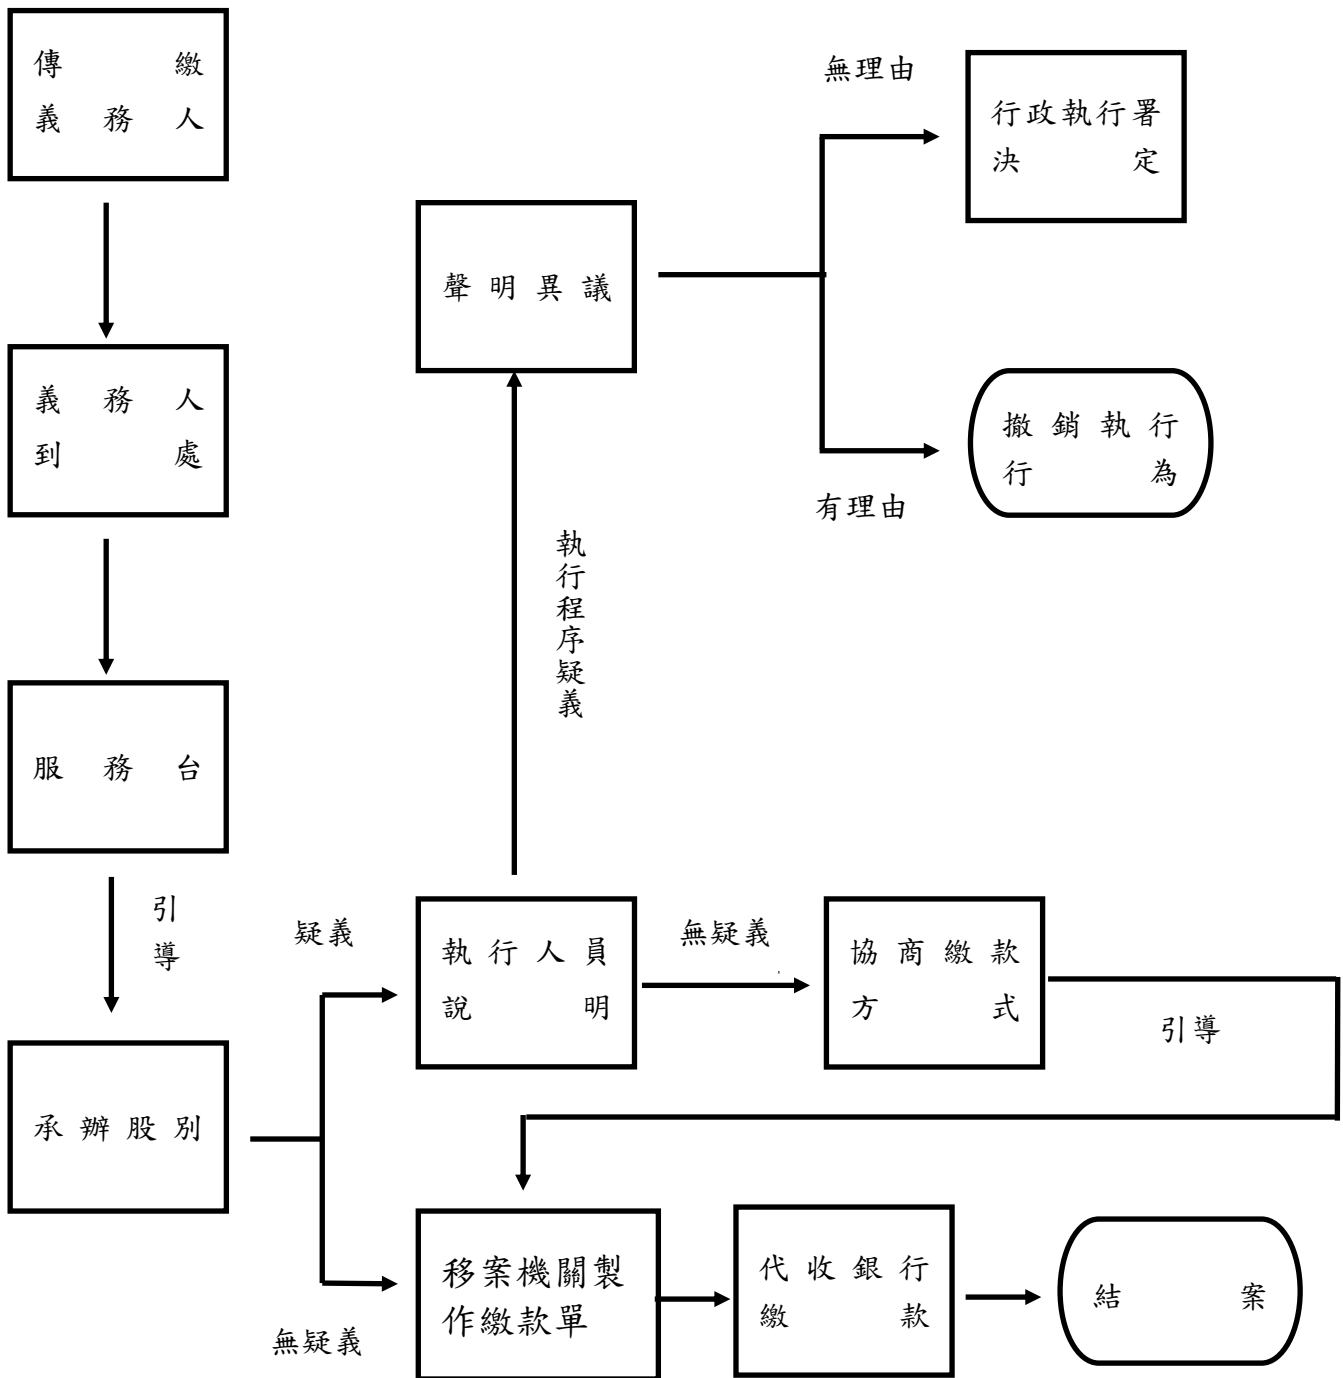 傳繳
義務人
義務人
到處
服務台
引
導
承辦股別
疑義
無疑義
執行人員
說明
執行程序疑義
聲明異議
無理由
行政執行署
決定
有理由
撤銷執行
行為
無疑義
協商繳款
方式
引導
移案機關製
作繳款單
代收銀行
繳款
結案